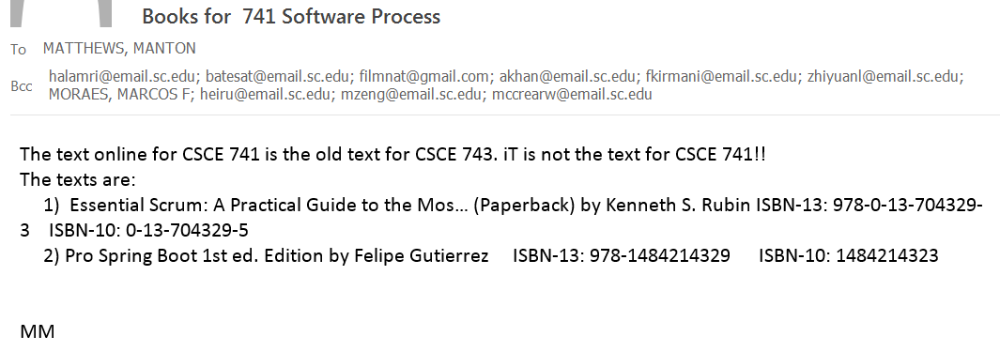 Books for  741 Software Process
To MATTHEWS, MANTON
Bcc halamri@email.sc.edu; batesat@email.sc.edu; filmnat@gmail.com; akhan@email.sc.edu; fkirmani@email.sc.edu; zhiyuanl@email.sc.edu;
MORAES, MARCOS F; heiru@email.sc.edu; mzeng@email.sc.edu; mccrearw@email.sc.edu
The text online for CSCE 741 is the old text for CSCE 743. iT is not the text for CSCE 741!!
The texts are:
1)  Essential Scrum: A Practical Guide to the Mos... (Paperback) by Kenneth S. Rubin ISBN-13: 978-0-13-704329-
3    ISBN-10: 0-13-704329-5
2) Pro Spring Boot 1st ed. Edition by Felipe Gutierrez     ISBN-13: 978-1484214329      ISBN-10: 1484214323
MM